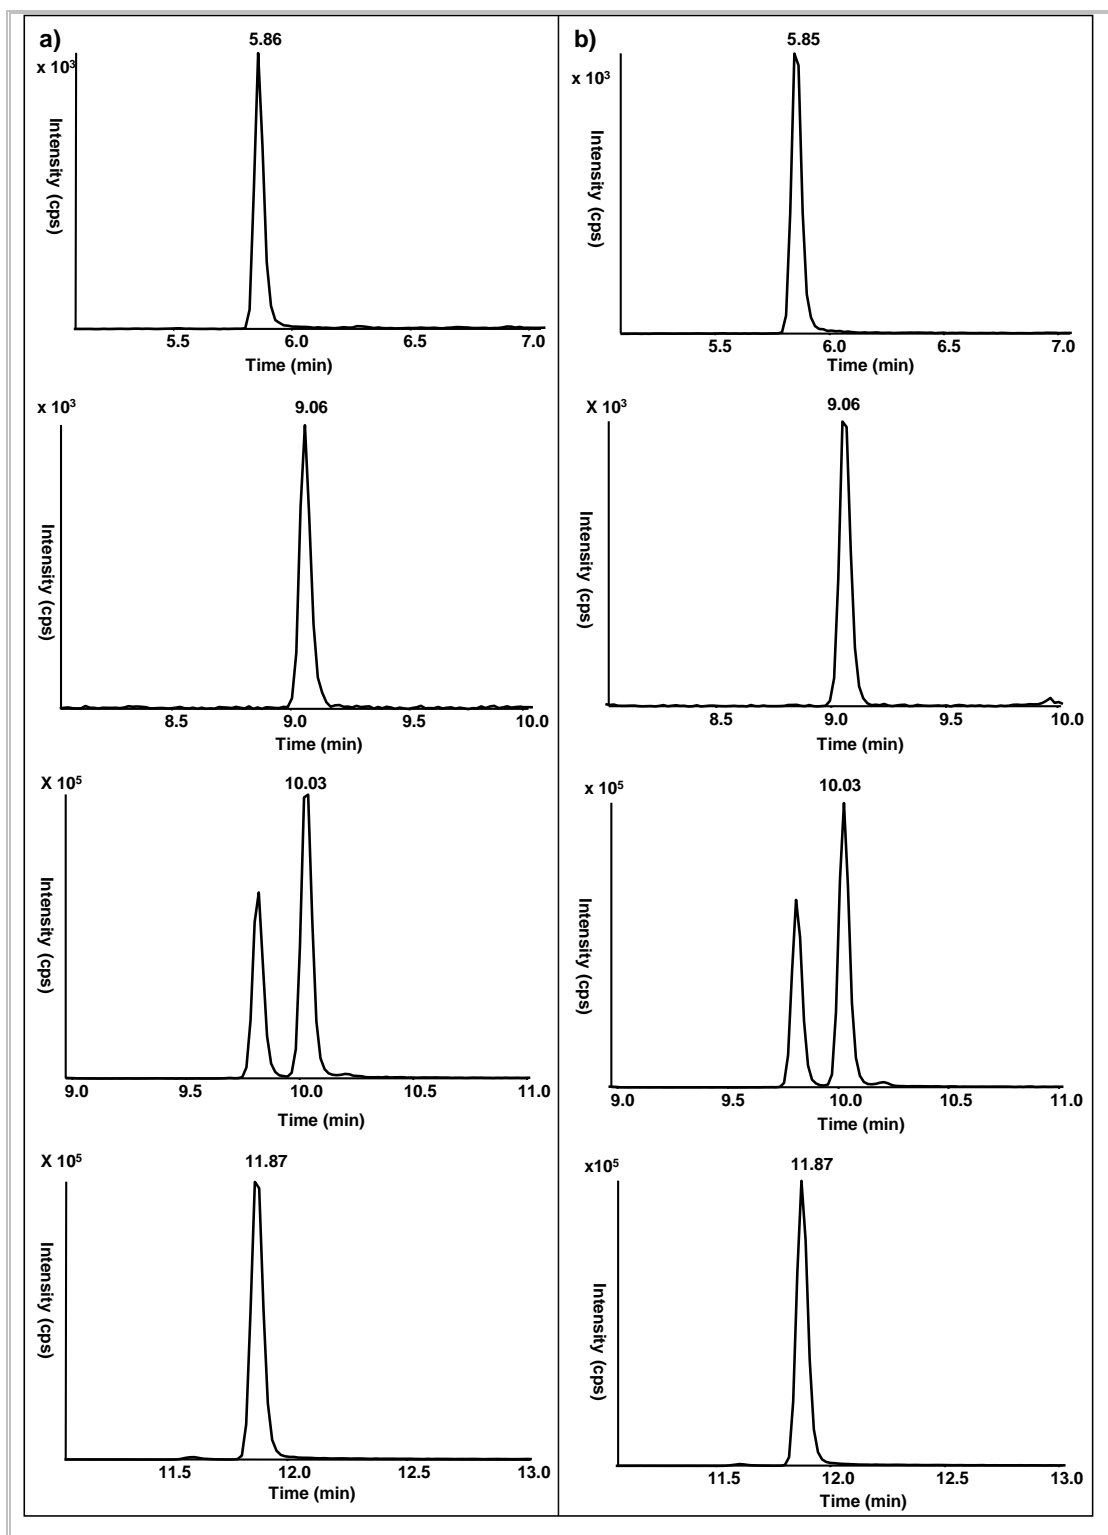 a)
5.86
x 10³
Intensity (cps)
5.5 6.0 6.5 7.0
Time (min)
x 10³
9.06
Intensity (cps)
8.5 9.0 9.5 10.0
Time (min)
X 10⁵
10.03
Intensity (cps)
9.0 9.5 10.0 10.5 11.0
Time (min)
X 10⁵
11.87
Intensity (cps)
11.5 12.0 12.5 13.0
Time (min)
b)
5.85
x 10³
Intensity (cps)
5.5 6.0 6.5 7.0
Time (min)
X 10³
9.06
Intensity (cps)
8.5 9.0 9.5 10.0
Time (min)
x 10⁵
10.03
Intensity (cps)
9.0 9.5 10.0 10.5 11.0
Time (min)
x10⁵
11.87
Intensity (cps)
11.5 12.0 12.5 13.0
Time (min)